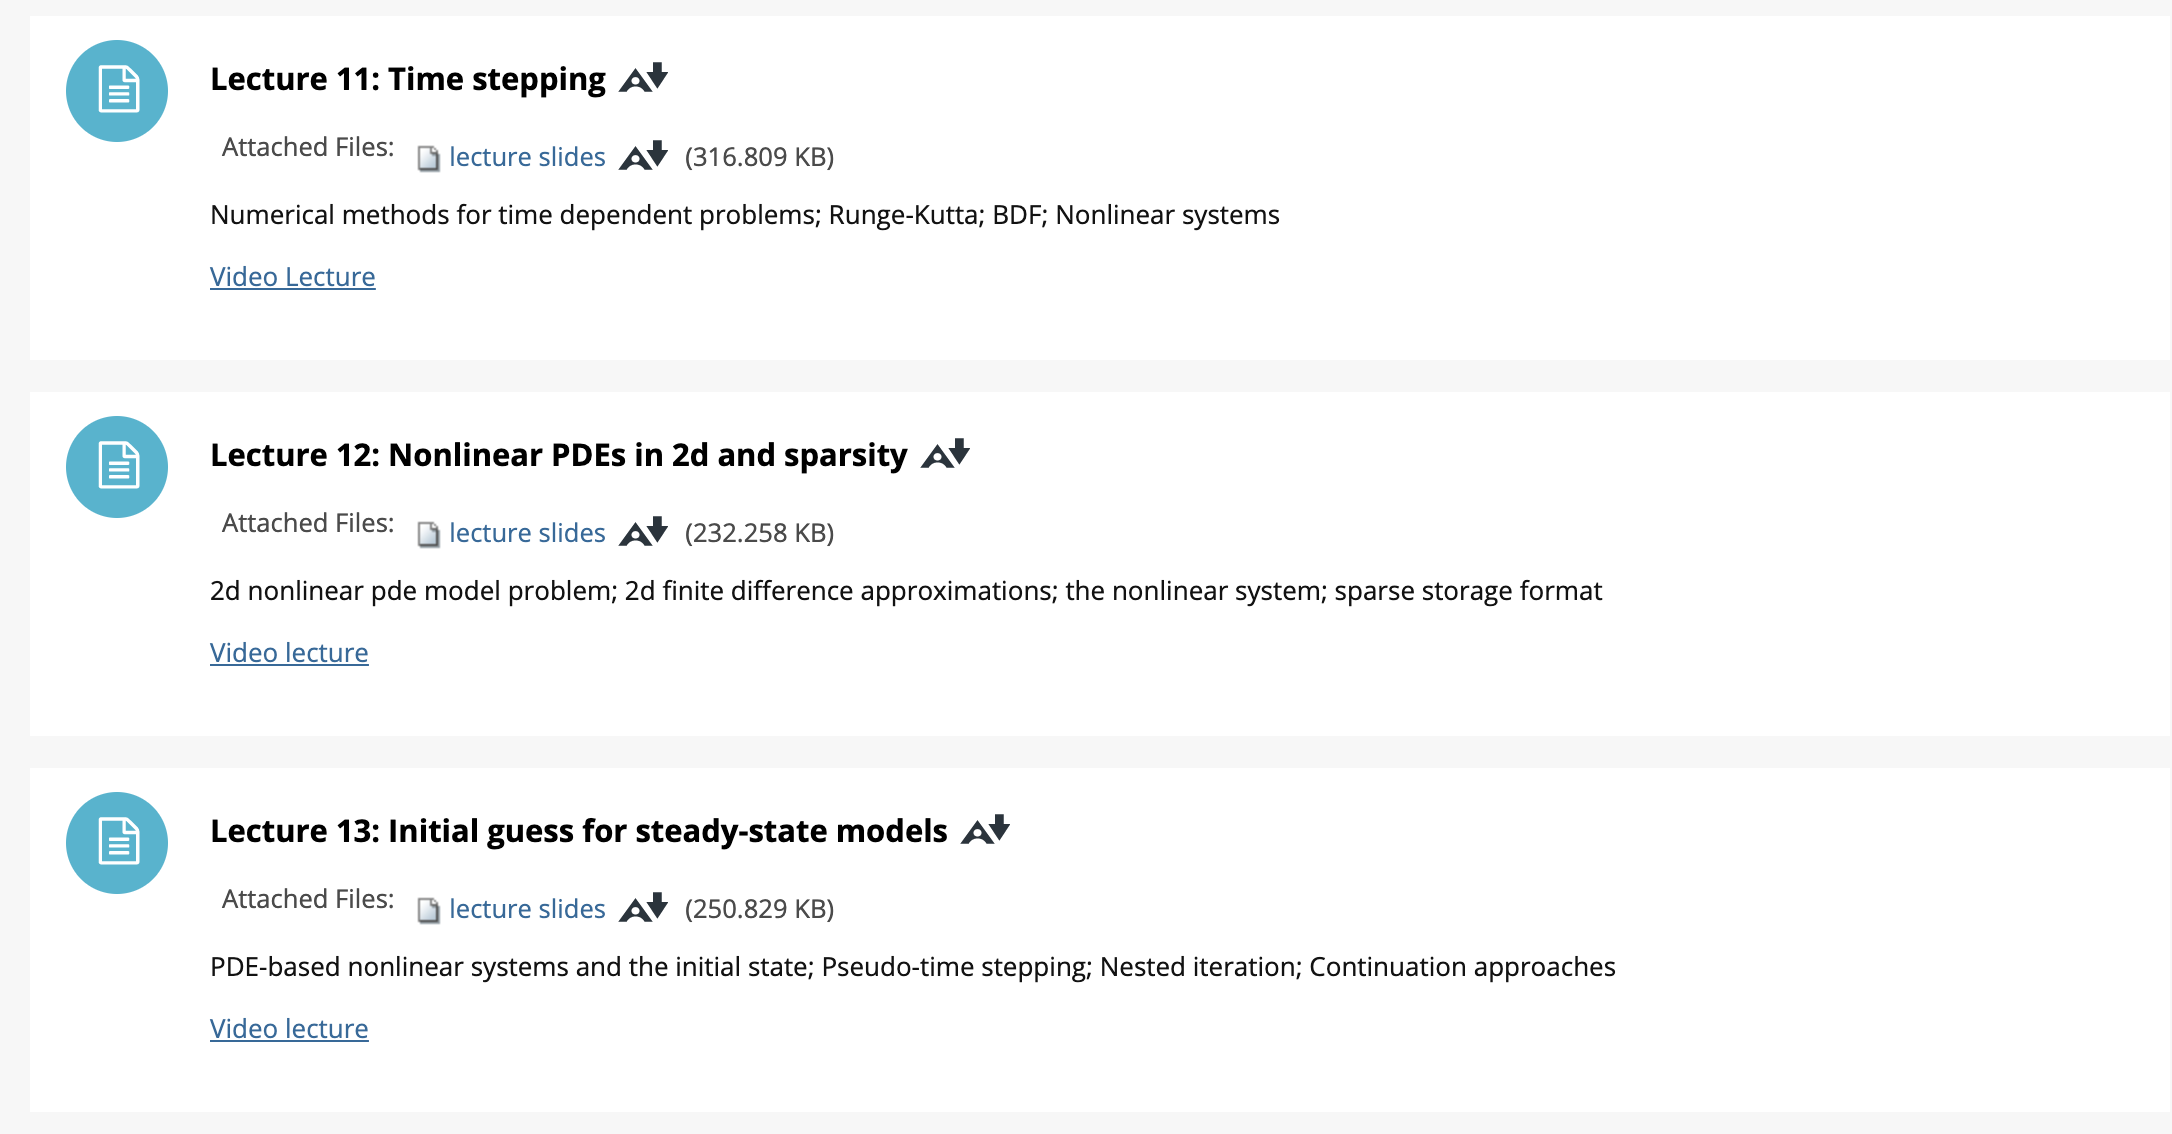 Lecture 11: Time stepping
Attached Files: lecture slides (316.809 KB)
Numerical methods for time dependent problems; Runge-Kutta; BDF; Nonlinear systems
Video Lecture
Lecture 12: Nonlinear PDEs in 2d and sparsity
Attached Files: lecture slides (232.258 KB)
2d nonlinear pde model problem; 2d finite difference approximations; the nonlinear system; sparse storage format
Video lecture
Lecture 13: Initial guess for steady-state models
Attached Files: lecture slides (250.829 KB)
PDE-based nonlinear systems and the initial state; Pseudo-time stepping; Nested iteration; Continuation approaches
Video lecture